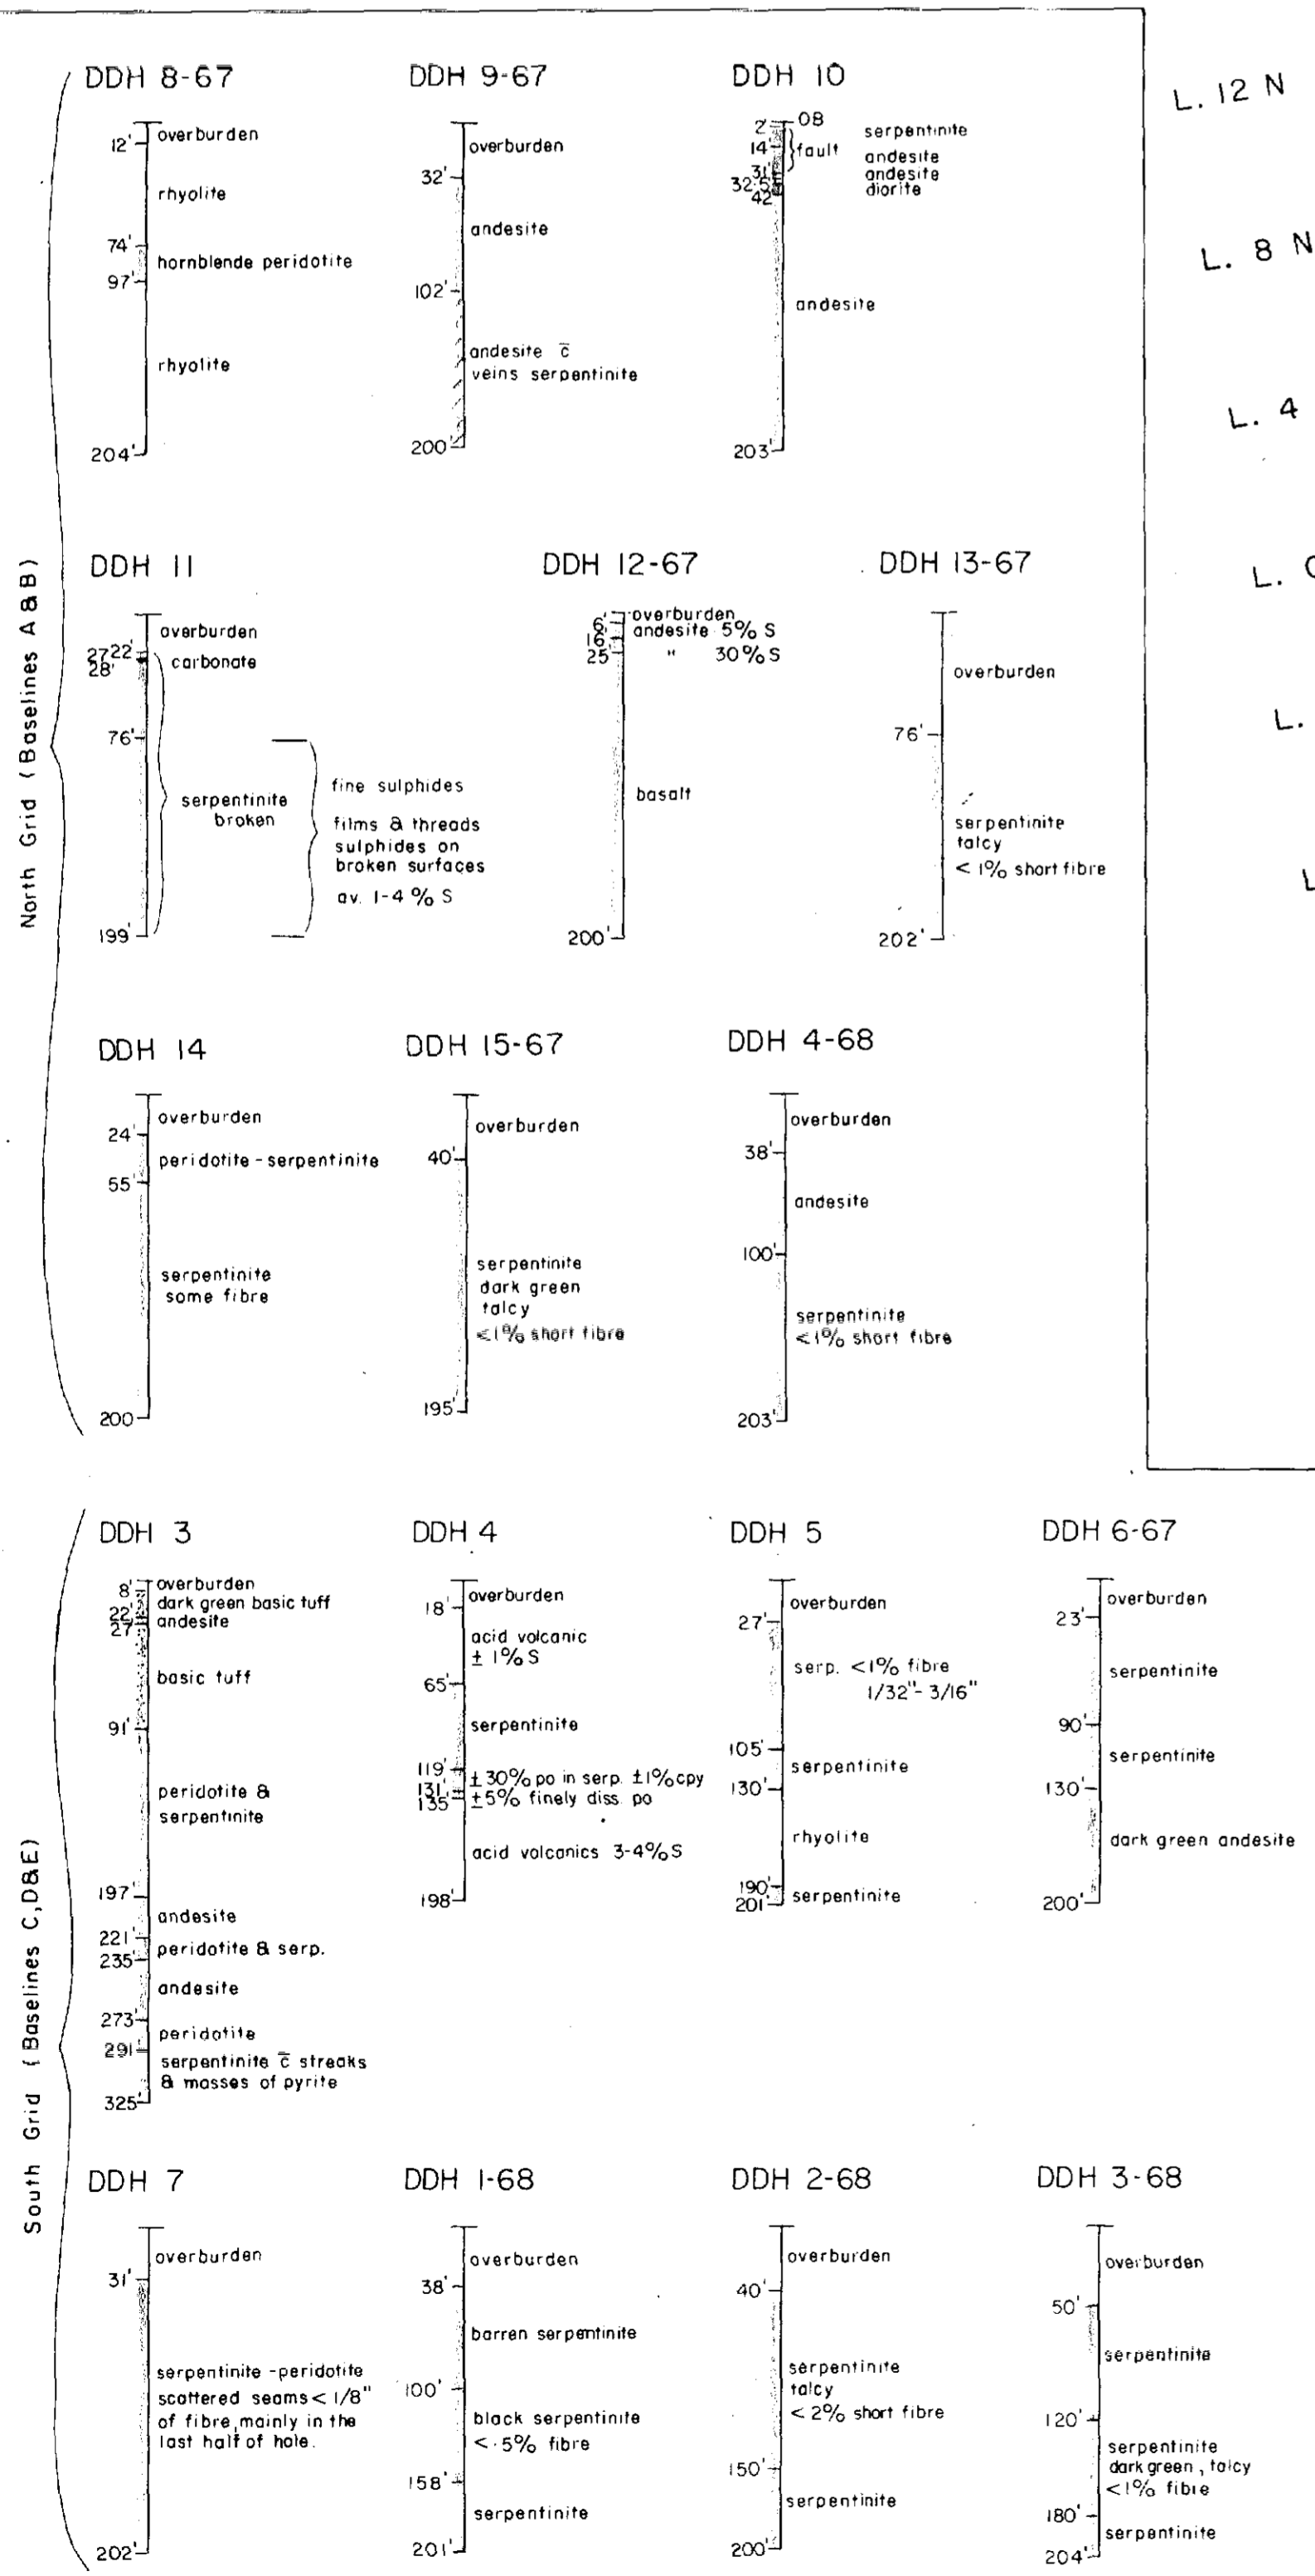 DDH 8-67
12'
overburden
rhyolite
74'
hornblende peridotite
97'
rhyolite
204'
DDH 9-67
overburden
32'
andesite
102'
andesite c̄
veins serpentinite
200'
DDH 10
2'
OB
serpentinite
14'
fault
andesite
31'
andesite
32·5'
diorite
42'
andesite
203'
L. 12 N
L. 8 N
L. 4
L.
L.
L
North Grid (Baselines A & B)
DDH 11
overburden
22'
27'
carbonate
28'
76'
serpentinite
broken
fine sulphides
films & threads
sulphides on
broken surfaces
av. 1-4 % S
199'
DDH 12-67
overburden
6'
andesite 5% S
16'
25'
" 30% S
basalt
200'
DDH 13-67
overburden
76'
serpentinite
talcy
< 1% short fibre
202'
DDH 14
overburden
24'
peridotite - serpentinite
55'
serpentinite
some fibre
200
DDH 15-67
overburden
40'
serpentinite
dark green
talcy
<1% short fibre
195'
DDH 4-68
overburden
38'
andesite
100'
serpentinite
<1% short fibre
203'
South Grid (Baselines C,D&E)
DDH 3
overburden
8'
dark green basic tuff
22'
andesite
27'
basic tuff
91'
peridotite &
serpentinite
197'
andesite
221'
peridotite & serp.
235'
andesite
273'
peridotite
291'
serpentinite c̄ streaks
& masses of pyrite
325'
DDH 4
overburden
18'
acid volcanic
± 1% S
65'
serpentinite
119'
±30% po in serp. ±1% cpy
131'
±5% finely diss. po
135'
acid volcanics 3-4% S
198'
DDH 5
overburden
27'
serp. <1% fibre
1/32"- 3/16"
105'
serpentinite
130'
rhyolite
190'
serpentinite
201'
DDH 6-67
overburden
23'
serpentinite
90'
serpentinite
130'
dark green andesite
200'
DDH 7
overburden
31'
serpentinite - peridotite
scattered seams < 1/8"
of fibre, mainly in the
last half of hole.
202'
DDH 1-68
overburden
38'
barren serpentinite
100'
black serpentinite
< ·5% fibre
158'
serpentinite
201'
DDH 2-68
overburden
40'
serpentinite
talcy
< 2% short fibre
150'
serpentinite
200'
DDH 3-68
overburden
50'
serpentinite
120'
serpentinite
dark green, talcy
<1% fibre
180'
serpentinite
204'